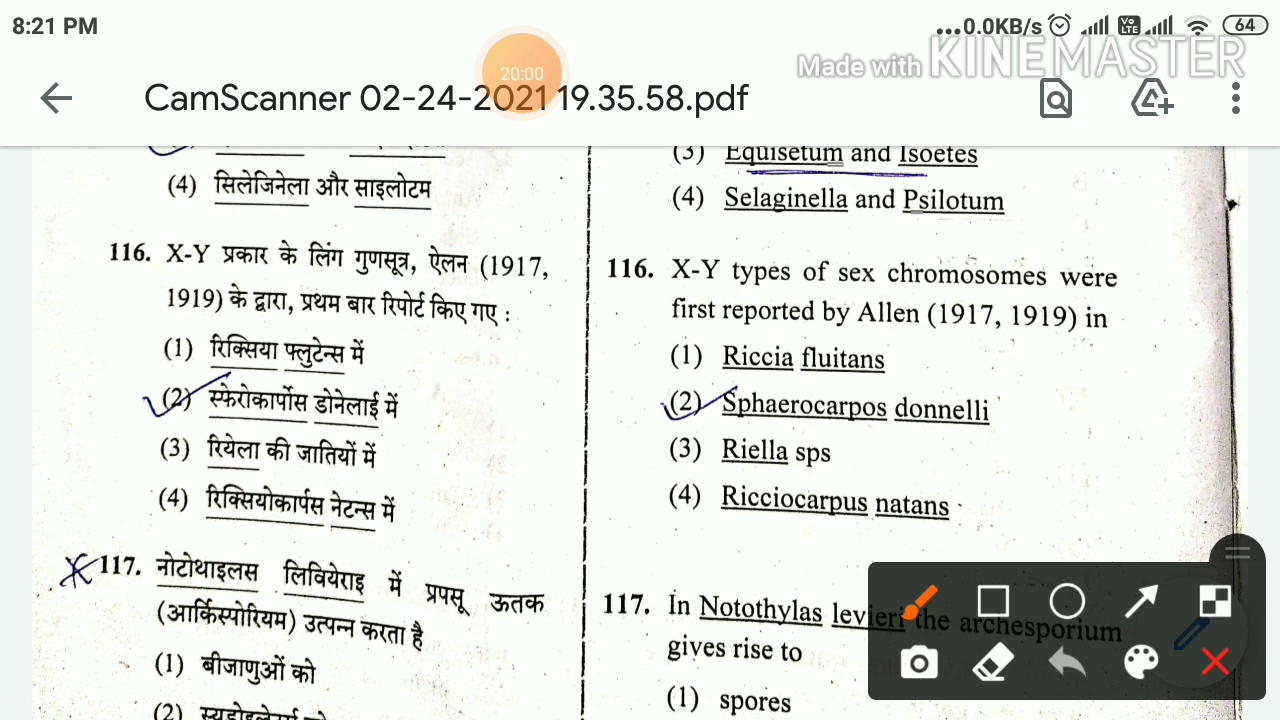 8:21 PM
...0.0KB/s
Vo LTE
64
20:00
Made with KINEMASTER
CamScanner 02-24-2021 19.35.58.pdf
(4) सिलेजिनेला और साइलोटम
116. X-Y प्रकार के लिंग गुणसूत्र, ऐलन (1917,
1919) के द्वारा, प्रथम बार रिपोर्ट किए गए :
(1) रिक्सिया फ्लुटेन्स में
(2) स्फेरोकार्पोस डोनेलाई में
(3) रियेला की जातियों में
(4) रिक्सियोकार्पस नेटन्स में
117. नोटोथाइलस लिवियेराइ में प्रपसू ऊतक
(आर्किस्पोरियम) उत्पन्न करता है
(1) बीजाणुओं को
(2)
(3) Equisetum and Isoetes
(4) Selaginella and Psilotum
116. X-Y types of sex chromosomes were
first reported by Allen (1917, 1919) in
(1) Riccia fluitans
(2) Sphaerocarpos donnelli
(3) Riella sps
(4) Ricciocarpus natans
117. In Notothylas levieri the archesporium
gives rise to
(1) spores